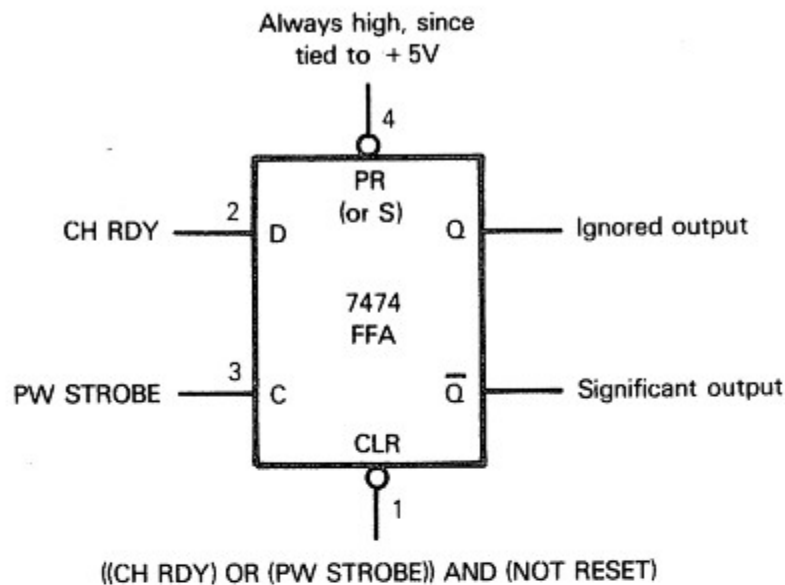 Always high, since
tied to + 5V
4
PR
(or S)
2
CH RDY
D
Q
Ignored output
7474
FFA
3
PW STROBE
C
Q̅
Significant output
CLR
1
((CH RDY) OR (PW STROBE)) AND (NOT RESET)